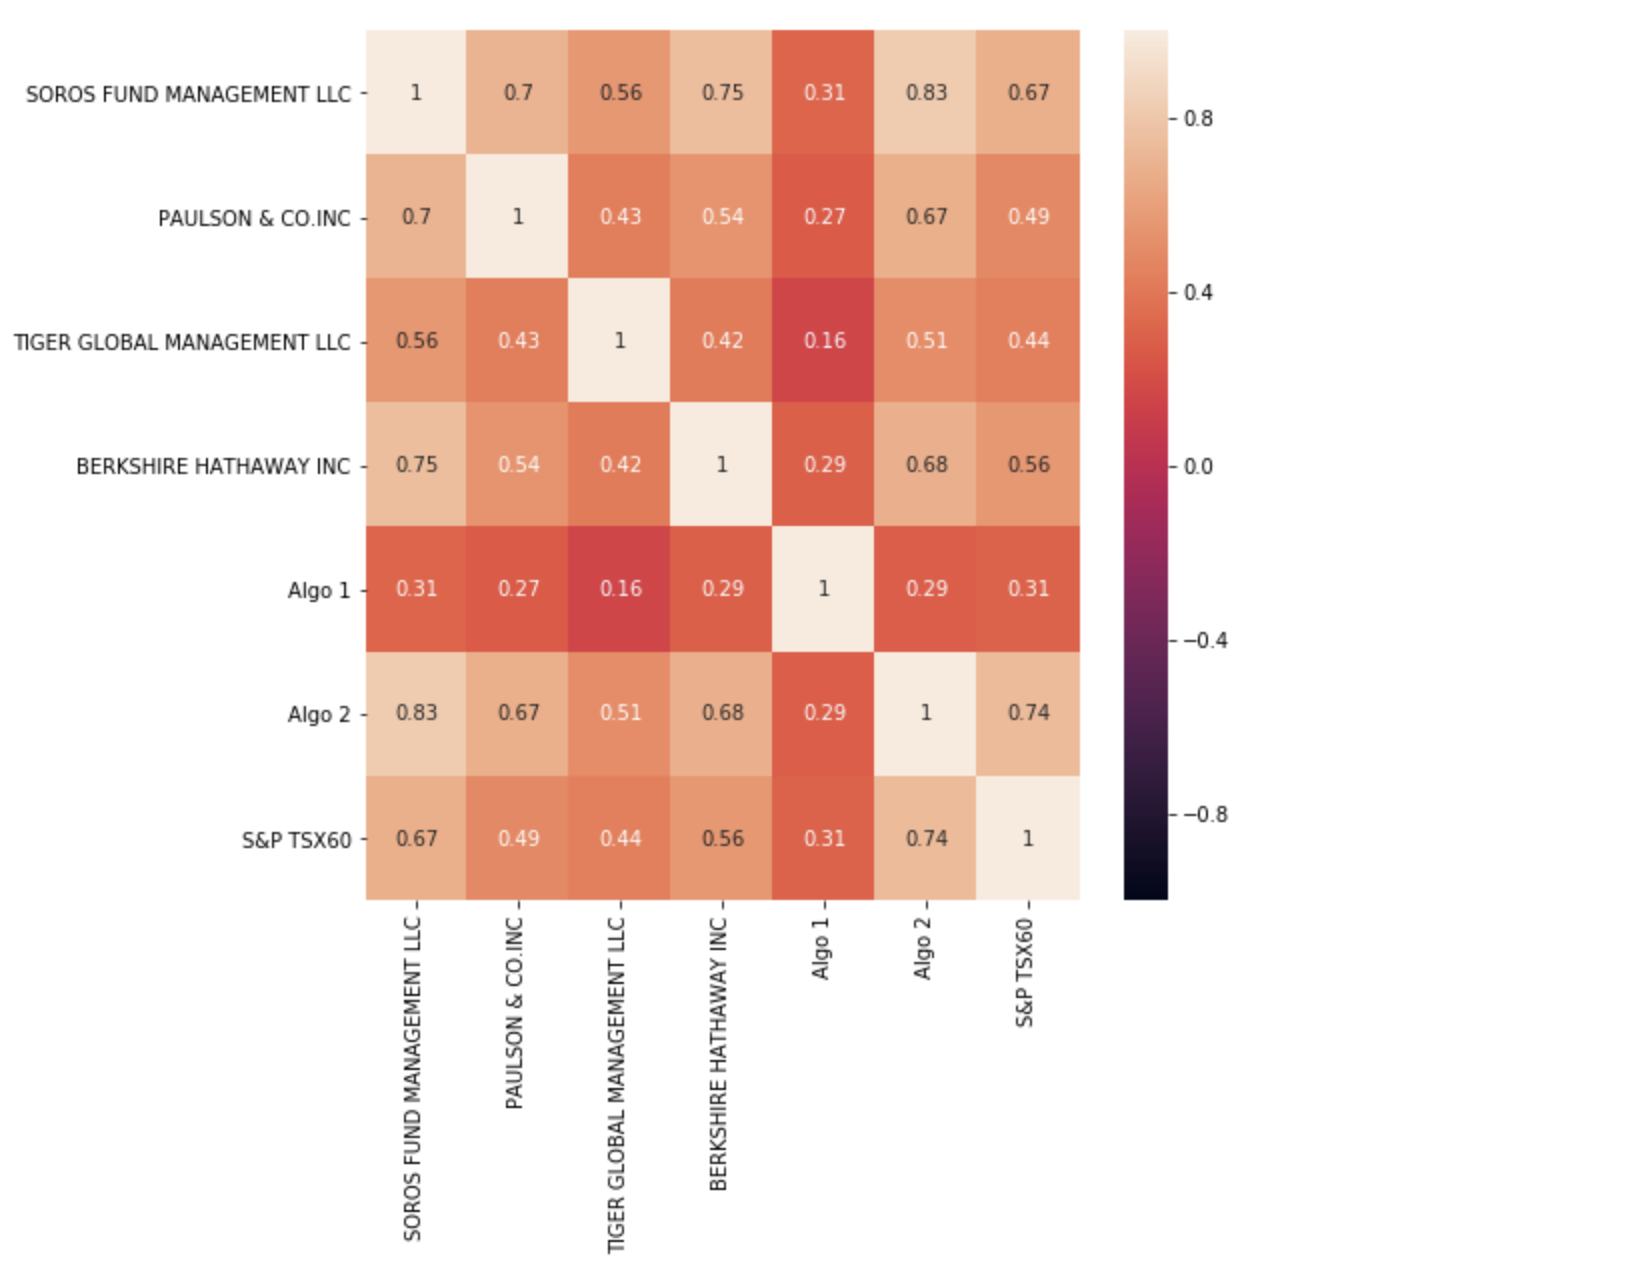 SOROS FUND MANAGEMENT LLC 1 0.7 0.56 0.75 0.31 0.83 0.67
PAULSON & CO.INC 0.7 1 0.43 0.54 0.27 0.67 0.49
TIGER GLOBAL MANAGEMENT LLC 0.56 0.43 1 0.42 0.16 0.51 0.44
BERKSHIRE HATHAWAY INC 0.75 0.54 0.42 1 0.29 0.68 0.56
Algo 1 0.31 0.27 0.16 0.29 1 0.29 0.31
Algo 2 0.83 0.67 0.51 0.68 0.29 1 0.74
S&P TSX60 0.67 0.49 0.44 0.56 0.31 0.74 1
SOROS FUND MANAGEMENT LLC
PAULSON & CO.INC
TIGER GLOBAL MANAGEMENT LLC
BERKSHIRE HATHAWAY INC
Algo 1
Algo 2
S&P TSX60
0.8
0.4
0.0
−0.4
−0.8